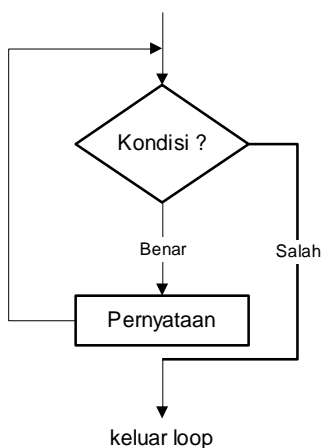 Kondisi ?
Benar
Salah
Pernyataan
keluar loop